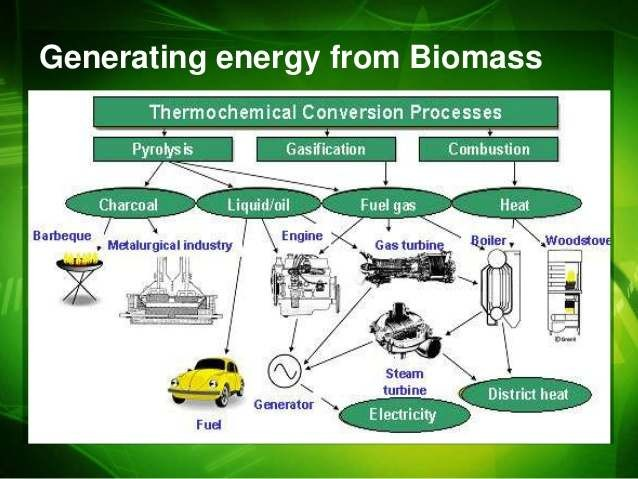 Generating energy from Biomass
Thermochemical Conversion Processes
Pyrolysis
Gasification
Combustion
Charcoal
Liquid/oil
Fuel gas
Heat
Barbeque
Metalurgical industry
Engine
Gas turbine
Boiler
Woodstove
Steam
turbine
Generator
Fuel
Electricity
District heat